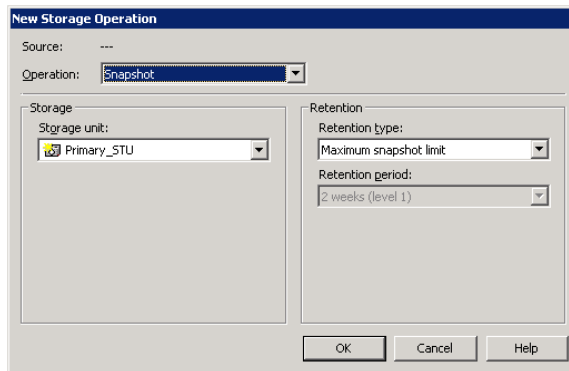 New Storage Operation
Source: ---
Operation: Snapshot
Storage
Storage unit:
Primary_STU
Retention
Retention type:
Maximum snapshot limit
Retention period:
2 weeks (level 1)
OK Cancel Help